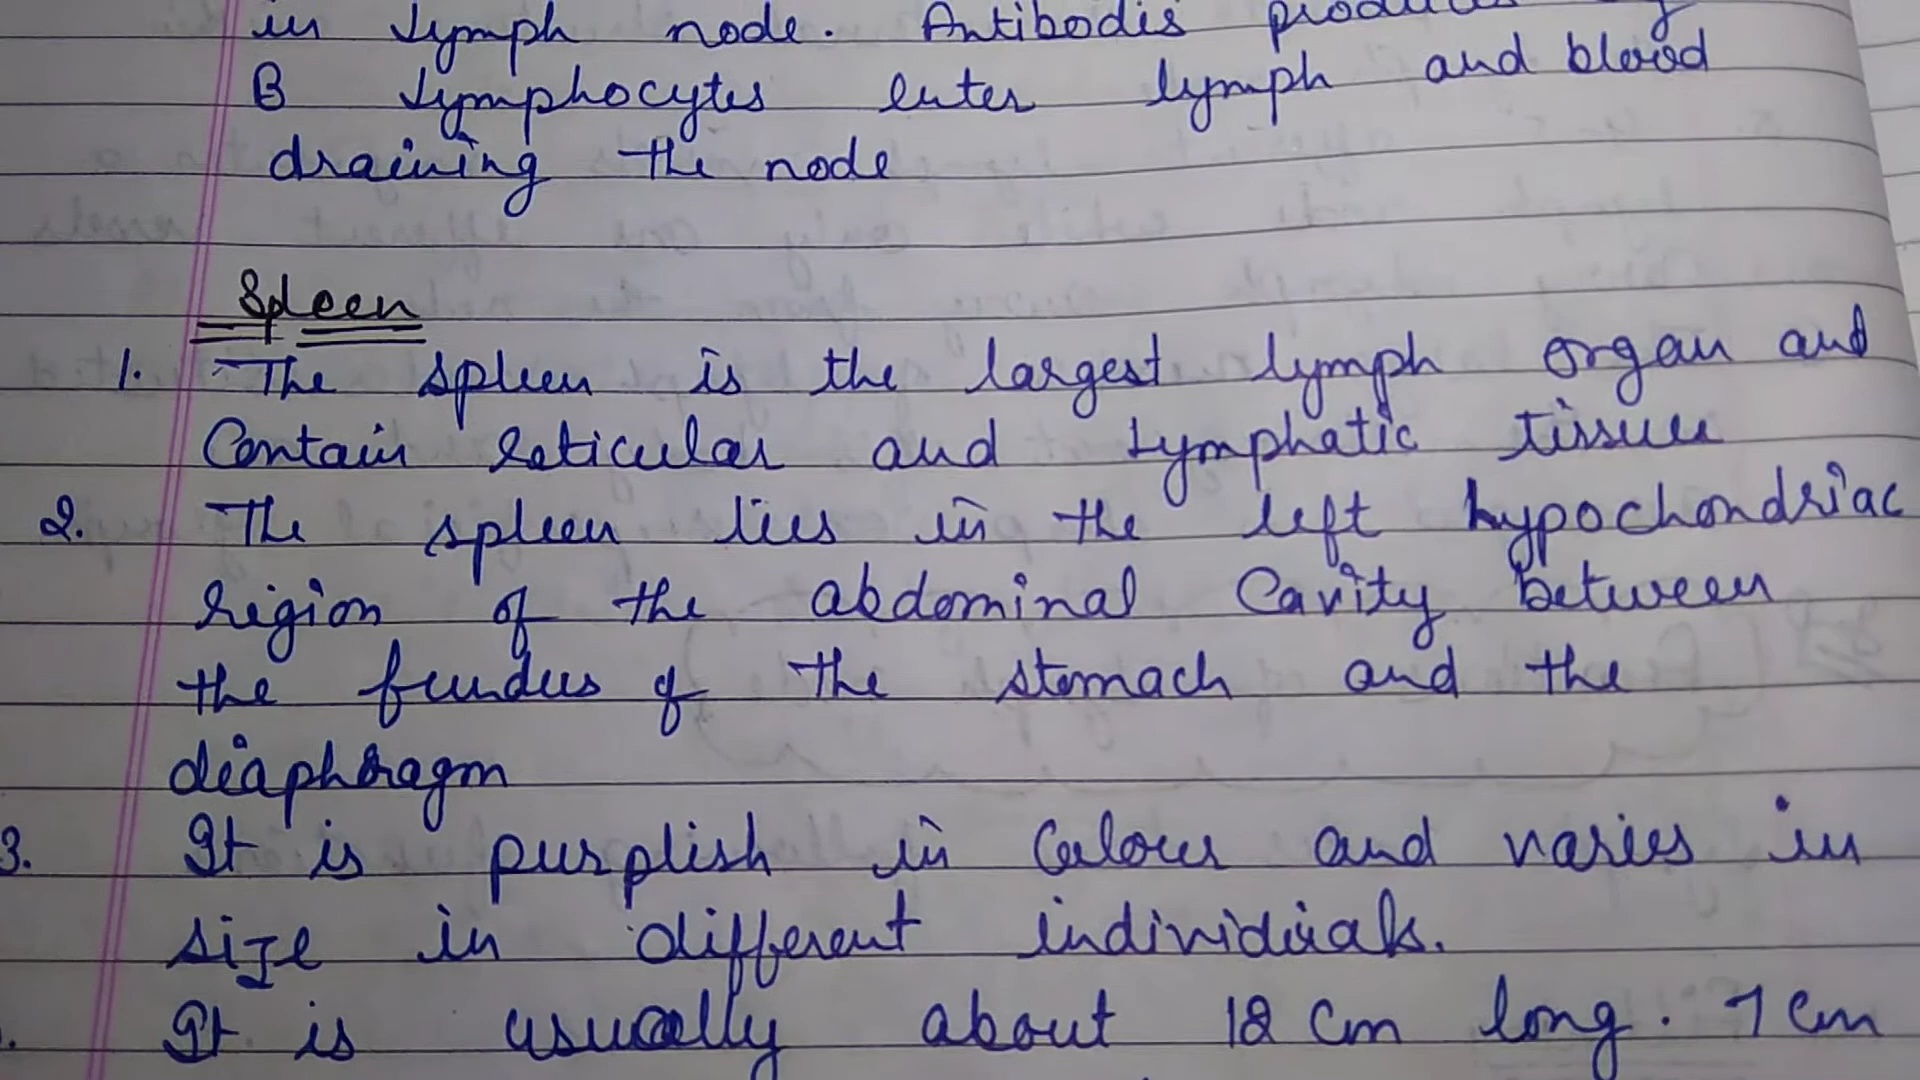 in lymph node. Antibodis
B lymphocytes enter lymph and blood
draining the node
Spleen
1. The spleen is the largest lymph organ and
Contain reticular and lymphatic tissue
2. The spleen lies in the left hypochondriac
region of the abdominal Cavity between
the fundus of the stomach and the
diaphragm
3. It is purplish in Colour and varies in
size in different individuals.
It is usually about 12 cm long. 7 cm